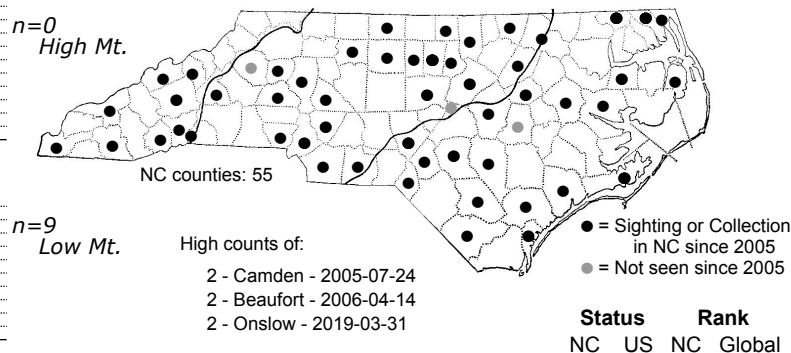 n=0
High Mt.
NC counties: 55
n=9
Low Mt.
High counts of:
2 - Camden - 2005-07-24
2 - Beaufort - 2006-04-14
2 - Onslow - 2019-03-31
= Sighting or Collection
in NC since 2005
= Not seen since 2005
Status Rank
NC US NC Global